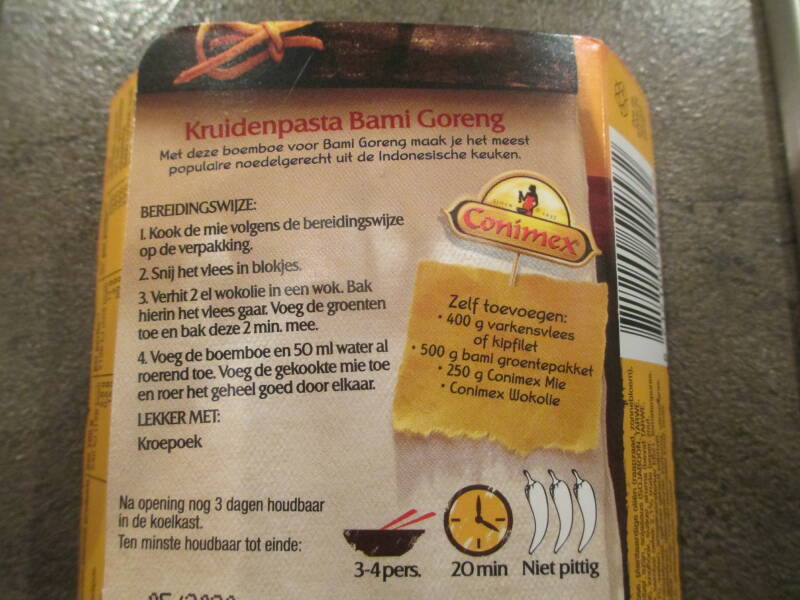 Kruidenpasta Bami Goreng
Met deze boemboe voor Bami Goreng maak je het meest
populaire noedelgerecht uit de Indonesische keuken.
BEREIDINGSWIJZE:
1. Kook de mie volgens de bereidingswijze
op de verpakking.
2. Snij het vlees in blokjes.
3. Verhit 2 el wokolie in een wok. Bak
hierin het vlees gaar. Voeg de groenten
toe en bak deze 2 min. mee.
4. Voeg de boemboe en 50 ml water al
roerend toe. Voeg de gekookte mie toe
en roer het geheel goed door elkaar.
LEKKER MET:
Kroepoek
Conimex
Zelf toevoegen:
• 400 g varkensvlees
of kipfilet
• 500 g bami groentepakket
• 250 g Conimex Mie
• Conimex Wokolie
Na opening nog 3 dagen houdbaar
in de koelkast.
Ten minste houdbaar tot einde:
3-4 pers.
20 min
Niet pittig